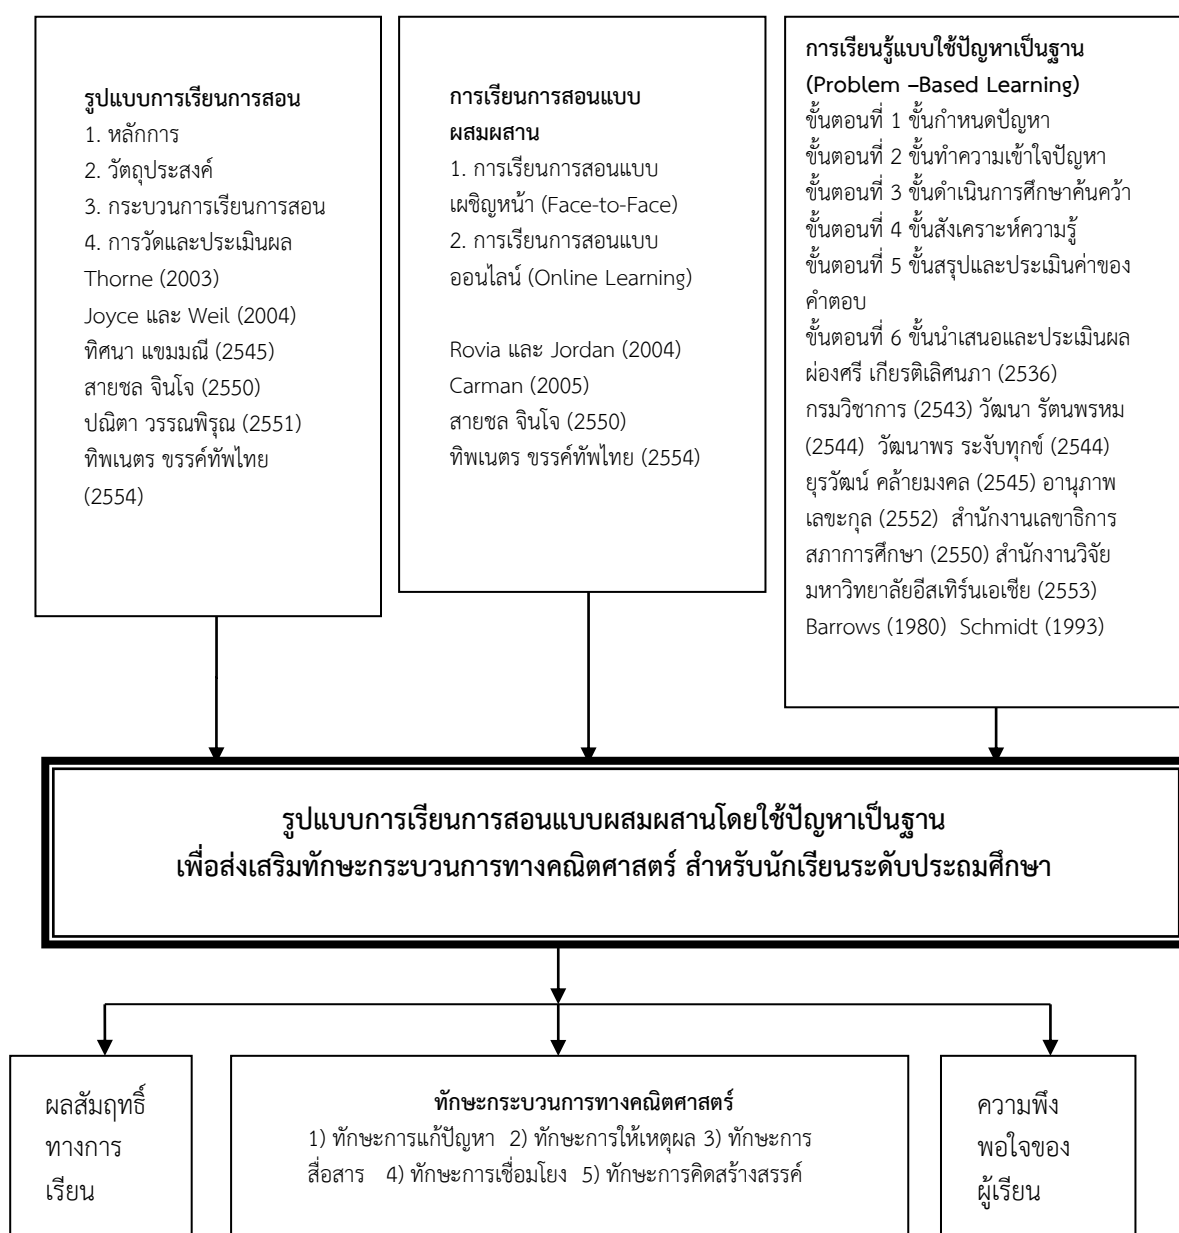 รูปแบบการเรียนการสอน
1. หลักการ
2. วัตถุประสงค์
3. กระบวนการเรียนการสอน
4. การวัดและประเมินผล
Thorne (2003)
Joyce และ Weil (2004)
ทิศนา แขมมณี (2545)
สายชล จินโจ (2550)
ปณิตา วรรณพิรุณ (2551)
ทิพเนตร ขรรค์ทัพไทย
(2554)
การเรียนการสอนแบบ
ผสมผสาน
1. การเรียนการสอนแบบ
เผชิญหน้า (Face-to-Face)
2. การเรียนการสอนแบบ
ออนไลน์ (Online Learning)
Rovia และ Jordan (2004)
Carman (2005)
สายชล จินโจ (2550)
ทิพเนตร ขรรค์ทัพไทย (2554)
การเรียนรู้แบบใช้ปัญหาเป็นฐาน
(Problem –Based Learning)
ขั้นตอนที่ 1 ขั้นกำหนดปัญหา
ขั้นตอนที่ 2 ขั้นทำความเข้าใจปัญหา
ขั้นตอนที่ 3 ขั้นดำเนินการศึกษาค้นคว้า
ขั้นตอนที่ 4 ขั้นสังเคราะห์ความรู้
ขั้นตอนที่ 5 ขั้นสรุปและประเมินค่าของ
คำตอบ
ขั้นตอนที่ 6 ขั้นนำเสนอและประเมินผล
ผ่องศรี เกียรติเลิศนภา (2536)
กรมวิชาการ (2543) วัฒนา รัตนพรหม
(2544) วัฒนาพร ระงับทุกข์ (2544)
ยุรวัฒน์ คล้ายมงคล (2545) อานุภาพ
เลขะกุล (2552) สำนักงานเลขาธิการ
สภาการศึกษา (2550) สำนักงานวิจัย
มหาวิทยาลัยอีสเทิร์นเอเชีย (2553)
Barrows (1980) Schmidt (1993)
รูปแบบการเรียนการสอนแบบผสมผสานโดยใช้ปัญหาเป็นฐาน
เพื่อส่งเสริมทักษะกระบวนการทางคณิตศาสตร์ สำหรับนักเรียนระดับประถมศึกษา
ผลสัมฤทธิ์
ทางการ
เรียน
ทักษะกระบวนการทางคณิตศาสตร์
1) ทักษะการแก้ปัญหา 2) ทักษะการให้เหตุผล 3) ทักษะการ
สื่อสาร 4) ทักษะการเชื่อมโยง 5) ทักษะการคิดสร้างสรรค์
ความพึง
พอใจของ
ผู้เรียน